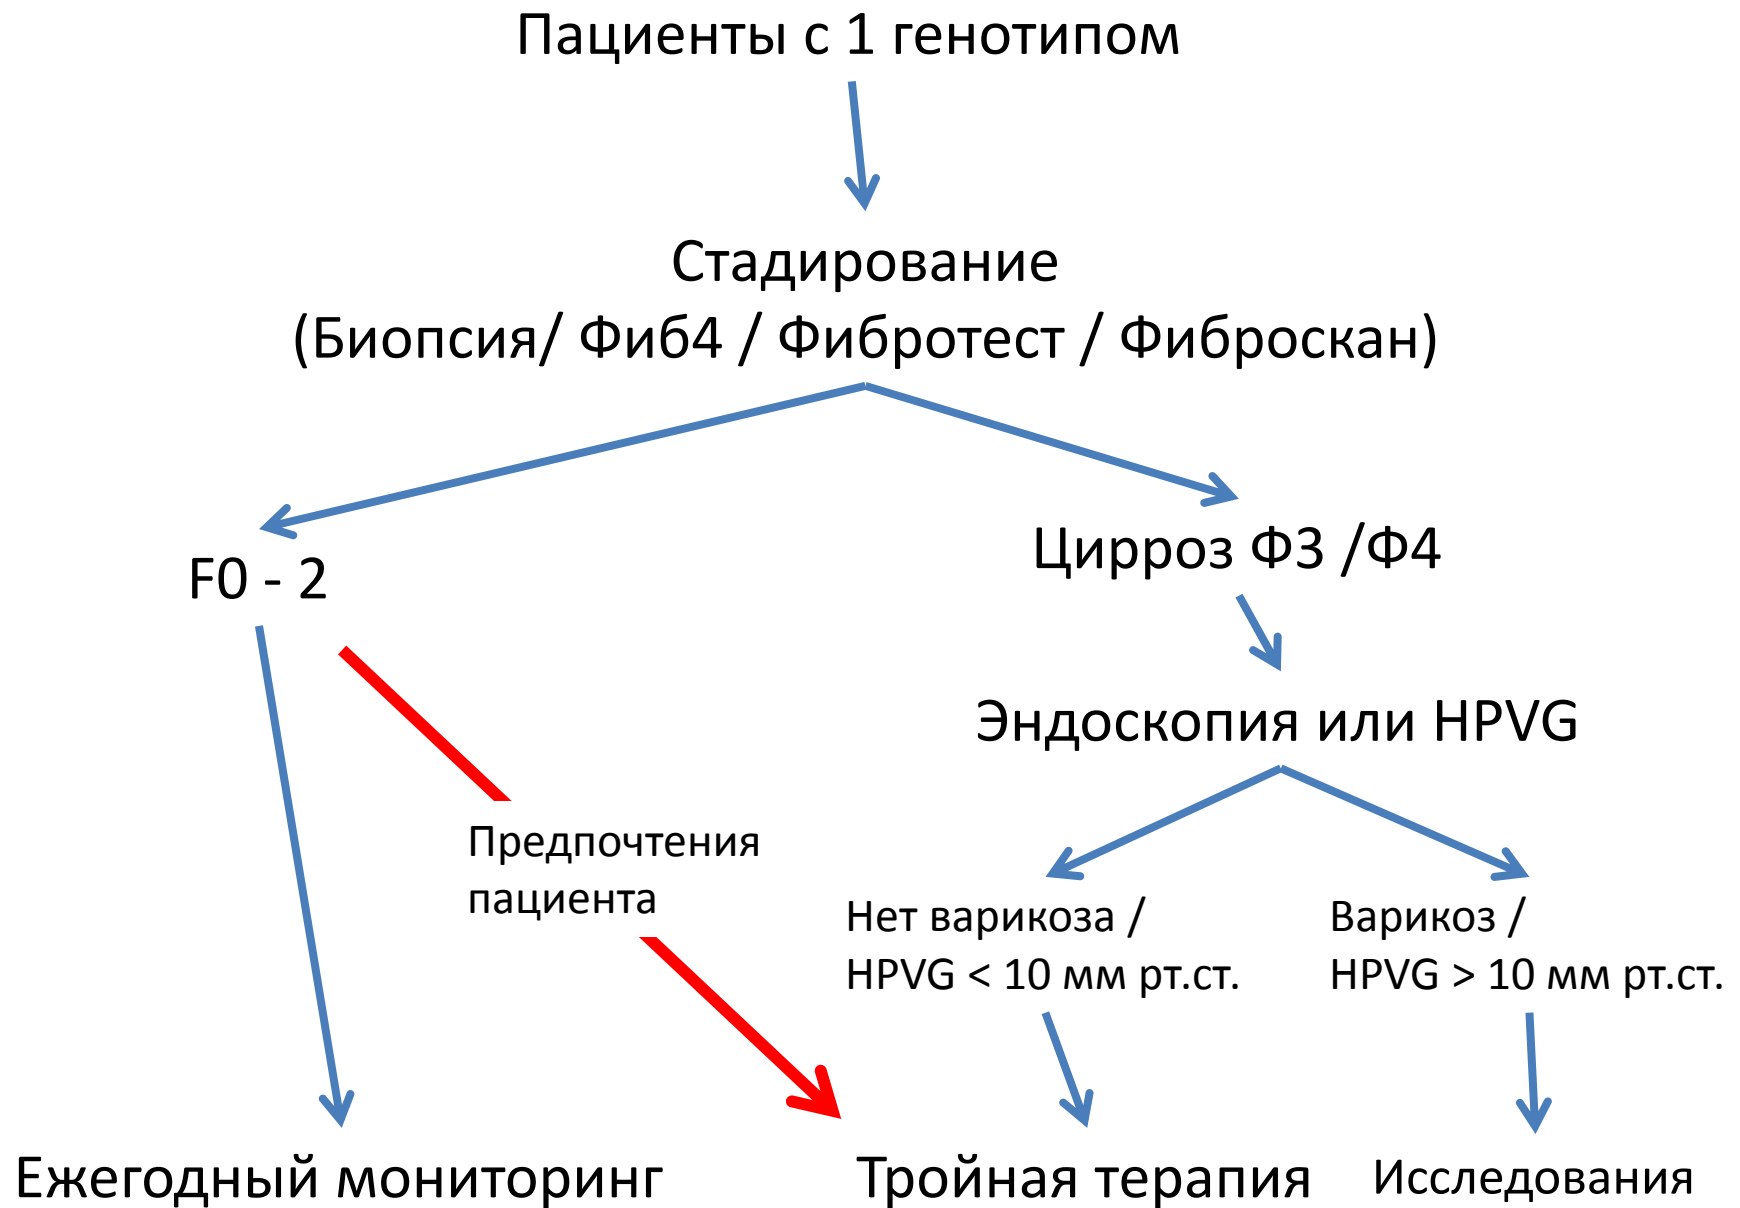 Пациенты с 1 генотипом
Стадирование
(Биопсия/ Фиб4 / Фибротест / Фиброскан)
F0 - 2
Цирроз Ф3 /Ф4
Эндоскопия или HPVG
Предпочтения
пациента
Нет варикоза /
HPVG < 10 мм рт.ст.
Варикоз /
HPVG > 10 мм рт.ст.
Ежегодный мониторинг
Тройная терапия
Исследования